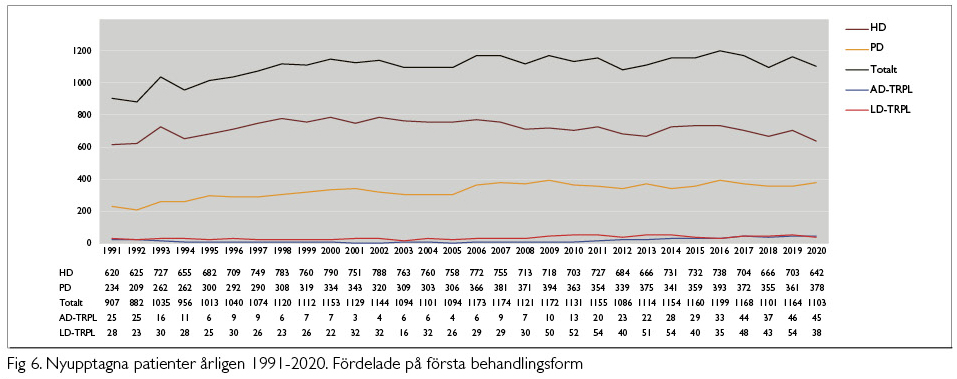 1200
1000
800
600
400
200
0
HD
PD
Totalt
AD-TRPL
LD-TRPL
1991 1992 1993 1994 1995 1996 1997 1998 1999 2000 2001 2002 2003 2004 2005 2006 2007 2008 2009 2010 2011 2012 2013 2014 2015 2016 2017 2018 2019 2020
HD 620 625 727 655 682 709 749 783 760 790 751 788 763 760 758 772 755 713 718 703 727 684 666 731 732 738 704 666 703 642
PD 234 209 262 262 300 292 290 308 319 334 343 320 309 303 306 366 381 371 394 363 354 339 375 341 359 393 372 355 361 378
Totalt 907 882 1035 956 1013 1040 1074 1120 1112 1153 1129 1144 1094 1101 1094 1173 1174 1121 1172 1131 1155 1086 1114 1154 1160 1199 1168 1101 1164 1103
AD-TRPL 25 25 16 11 6 9 9 6 7 7 3 4 6 6 4 6 9 7 10 13 20 23 22 28 29 33 44 37 46 45
LD-TRPL 28 23 30 28 25 30 26 23 26 22 32 32 16 32 26 29 29 30 50 52 54 40 51 54 40 35 48 43 54 38
Fig 6. Nyupptagna patienter årligen 1991-2020. Fördelade på första behandlingsform